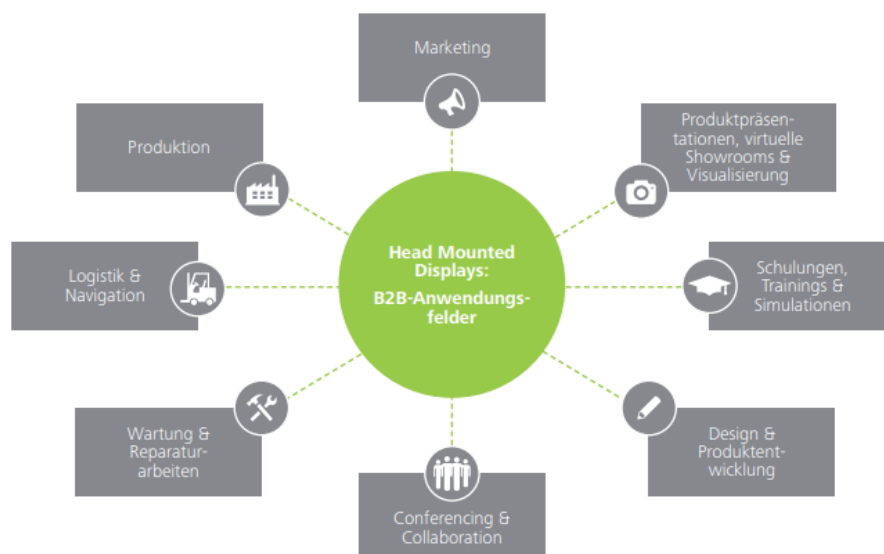 Marketing
Produktpräsen-
tationen, virtuelle
Showrooms &
Visualisierung
Produktion
Head Mounted
Displays:
B2B-Anwendungs-
felder
Logistik &
Navigation
Schulungen,
Trainings &
Simulationen
Wartung &
Reparatur-
arbeiten
Design &
Produktent-
wicklung
Conferencing &
Collaboration